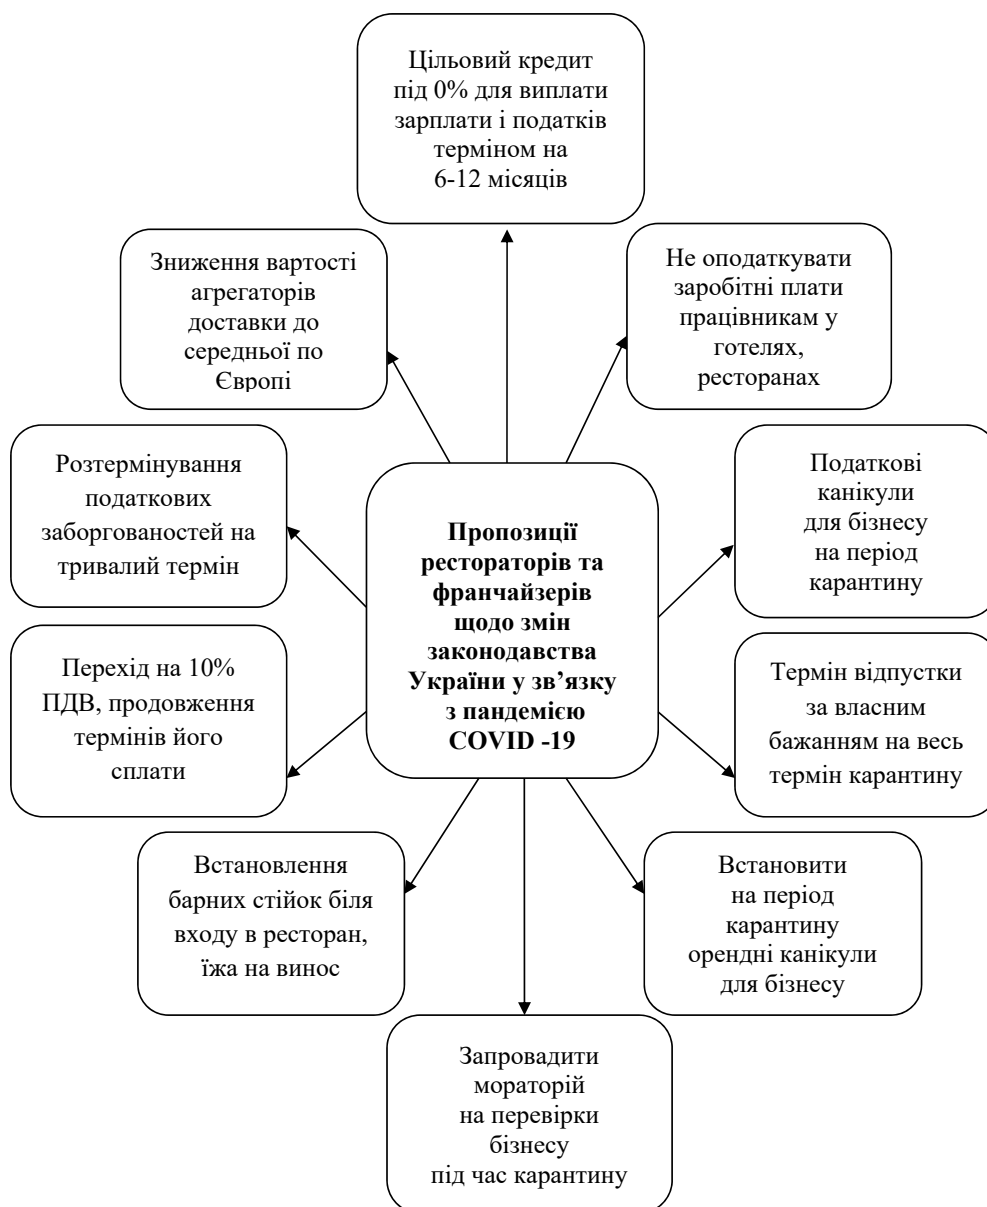 Цільовий кредит
під 0% для виплати
зарплати і податків
терміном на
6-12 місяців
Зниження вартості
агрегаторів
доставки до
середньої по
Європі
Не оподаткувати
заробітні плати
працівникам у
готелях,
ресторанах
Розтермінування
податкових
заборгованостей на
тривалий термін
Пропозиції
рестораторів та
франчайзерів
щодо змін
законодавства
України у зв’язку
з пандемією
COVID -19
Податкові
канікули
для бізнесу
на період
карантину
Перехід на 10%
ПДВ, продовження
термінів його
сплати
Термін відпустки
за власним
бажанням на весь
термін карантину
Встановлення
барних стійок біля
входу в ресторан,
їжа на винос
Встановити
на період
карантину
орендні канікули
для бізнесу
Запровадити
мораторій
на перевірки
бізнесу
під час карантину